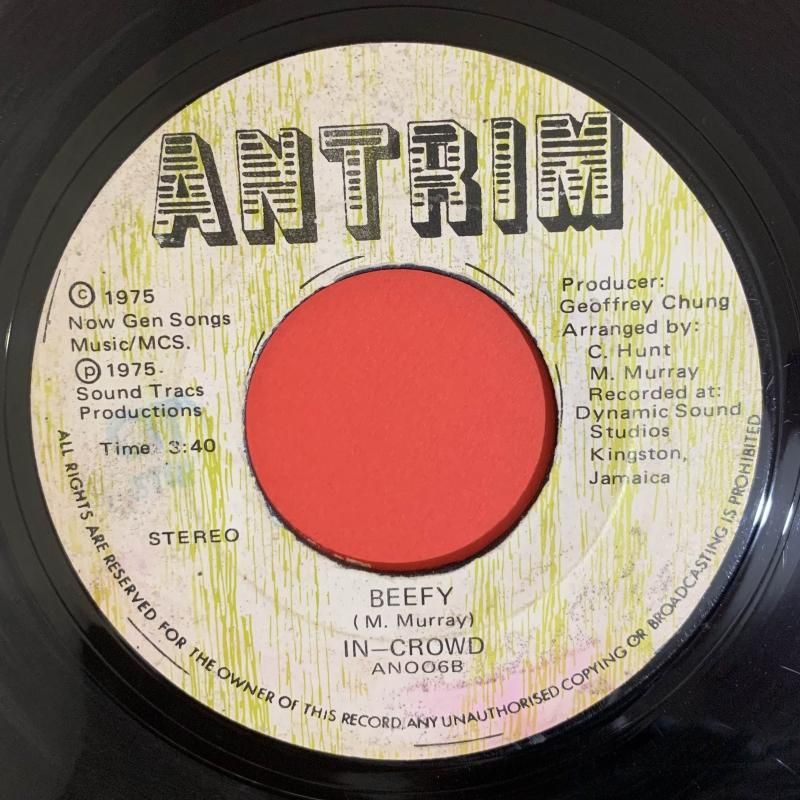 ANTRIM
© 1975
Now Gen Songs
Music/MCS.
℗ 1975.
Sound Tracs
Productions
Time: 3:40
STEREO
Producer:
Geoffrey Chung
Arranged by:
C. Hunt
M. Murray
Recorded at:
Dynamic Sound
Studios
Kingston,
Jamaica
BEEFY
( M. Murray)
IN-CROWD
ANOO6B
ALL RIGHTS ARE RESERVED FOR THE OWNER OF THIS RECORD, ANY UNAUTHORISED COPYING OR BROADCASTING IS PROHIBITED